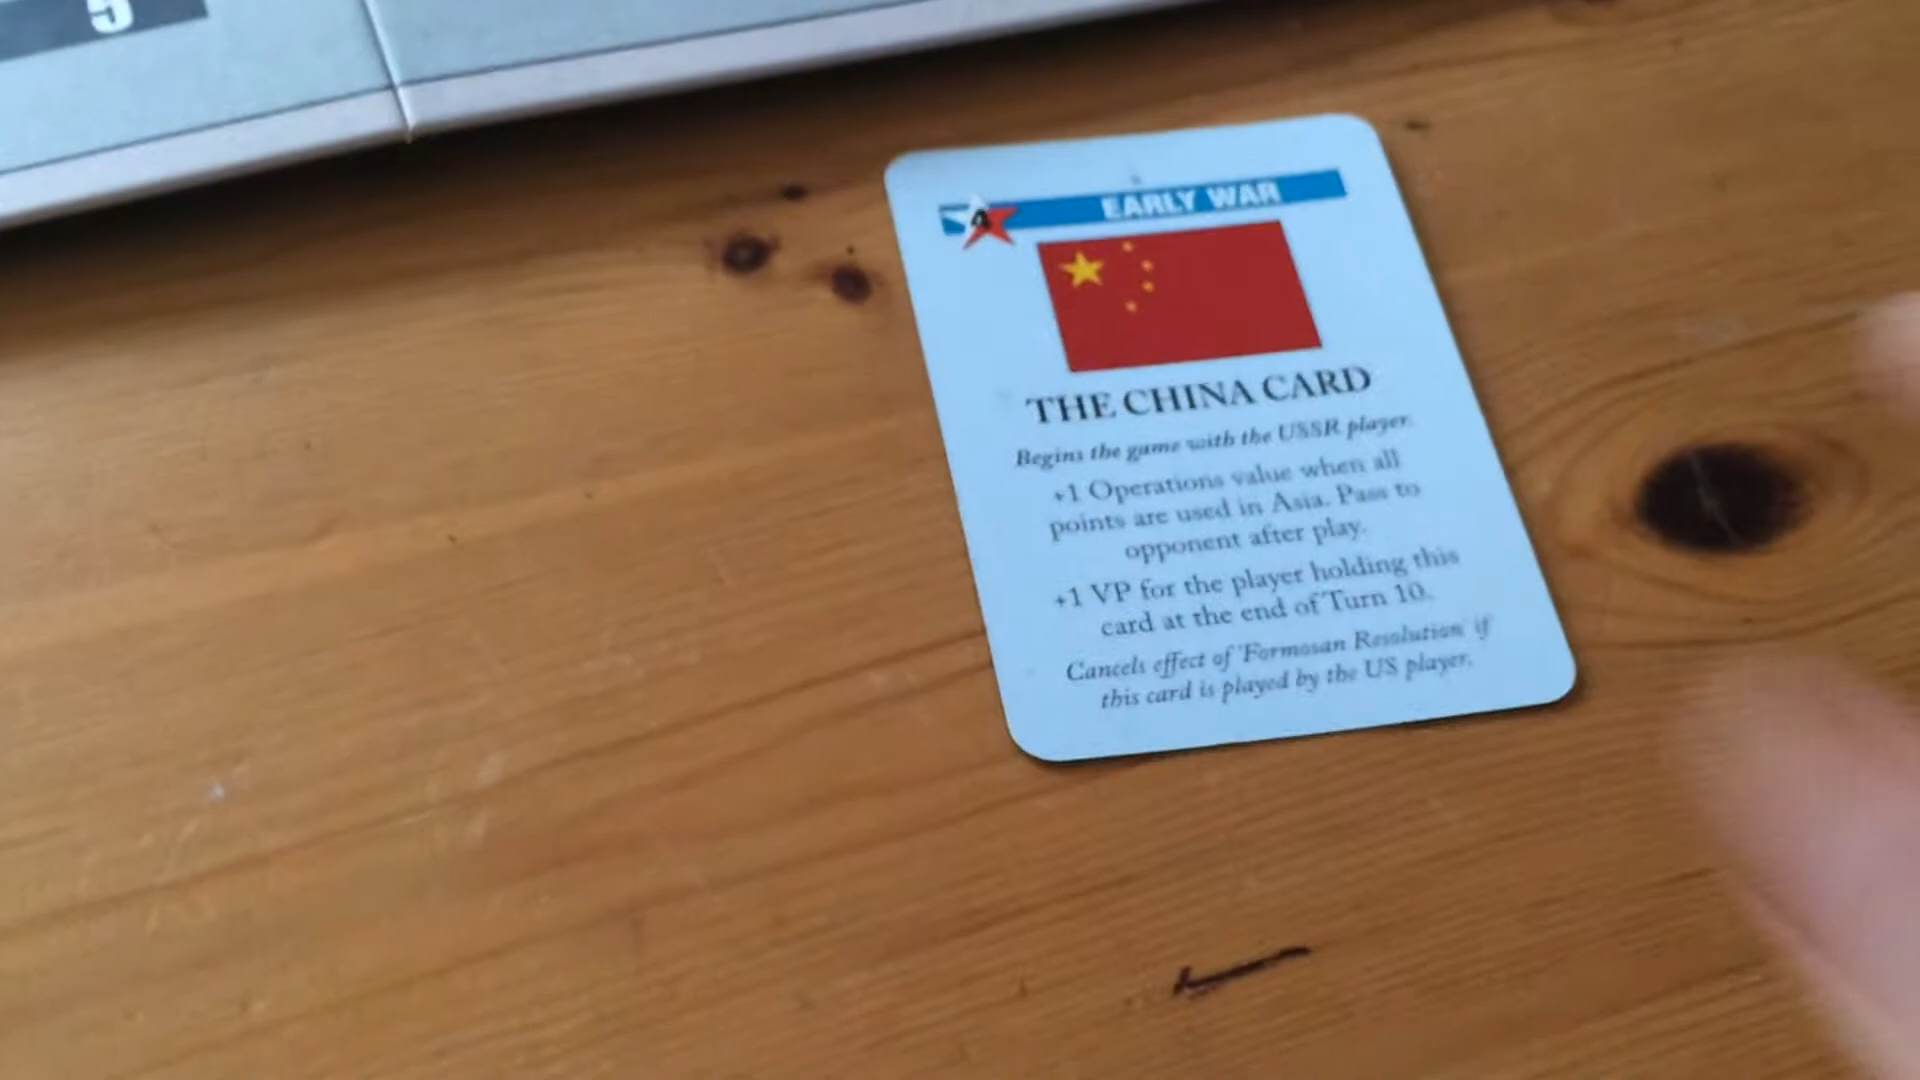 5
EARLY WAR
4
THE CHINA CARD
Begins the game with the USSR player.
+1 Operations value when all
points are used in Asia. Pass to
opponent after play.
+1 VP for the player holding this
card at the end of Turn 10.
Cancels effect of 'Formosan Resolution' if
this card is played by the US player.